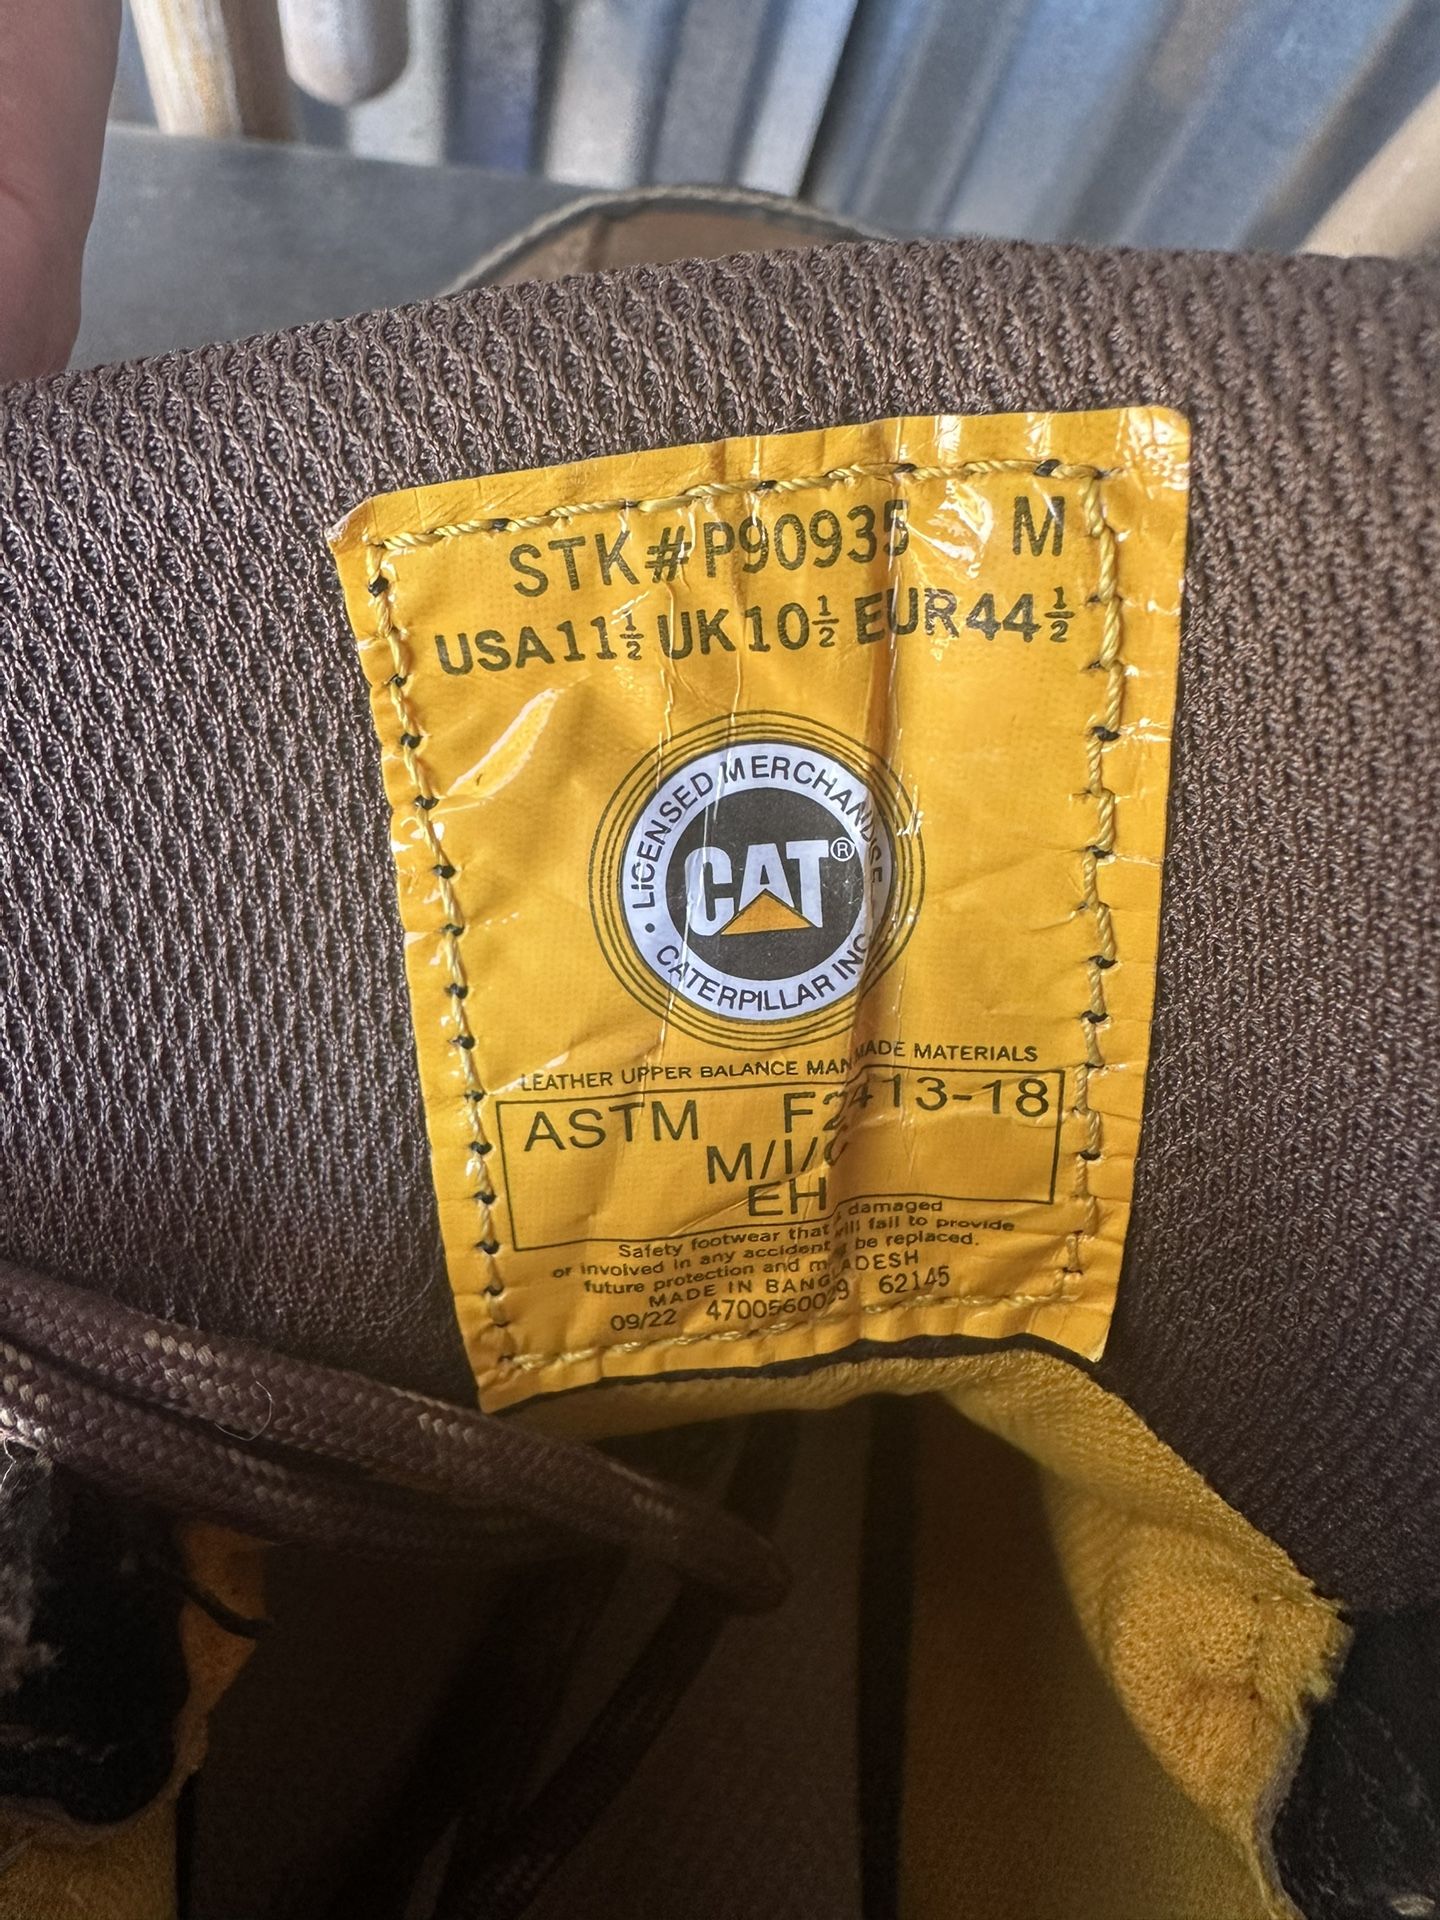 STK#P90935 M
USA11½ UK10½ EUR44½
LICENSED MERCHANDISE
CAT®
• CATERPILLAR INC.
LEATHER UPPER BALANCE MAN MADE MATERIALS
ASTM F2413-18
M/I/C
EH
Safety footwear that is damaged
or involved in any accident will fail to provide
future protection and must be replaced.
MADE IN BANGLADESH
09/22 4700560029 62145